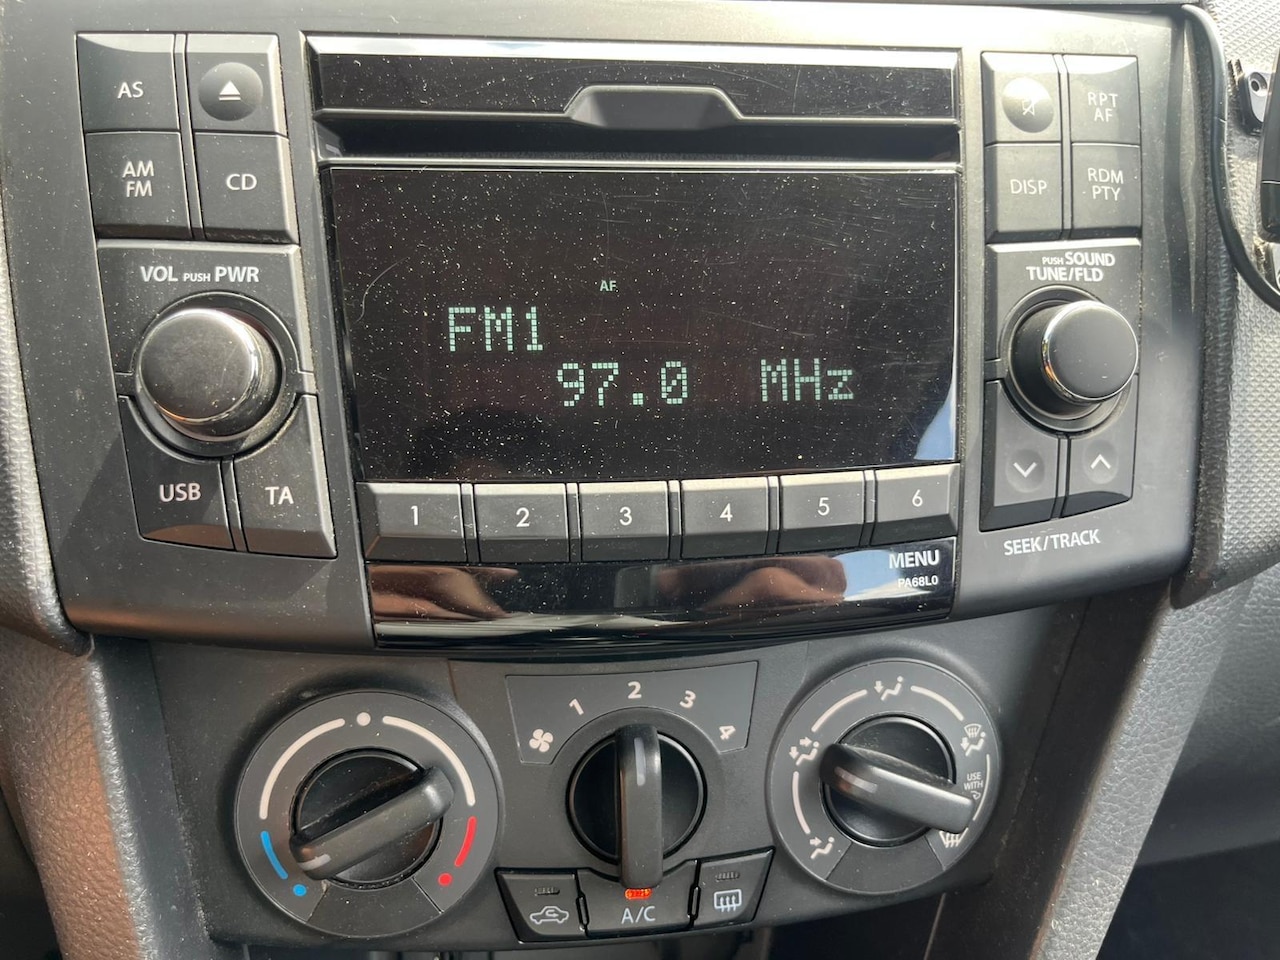 AS
AM
FM
CD
VOL PUSH PWR
USB
TA
AF
FM1
97.0 MHz
1
2
3
4
5
6
MENU
PA68L0
RPT
AF
DISP
RDM
PTY
PUSH SOUND
TUNE/FLD
SEEK/TRACK
1
2
3
4
A/C
USE
WITH